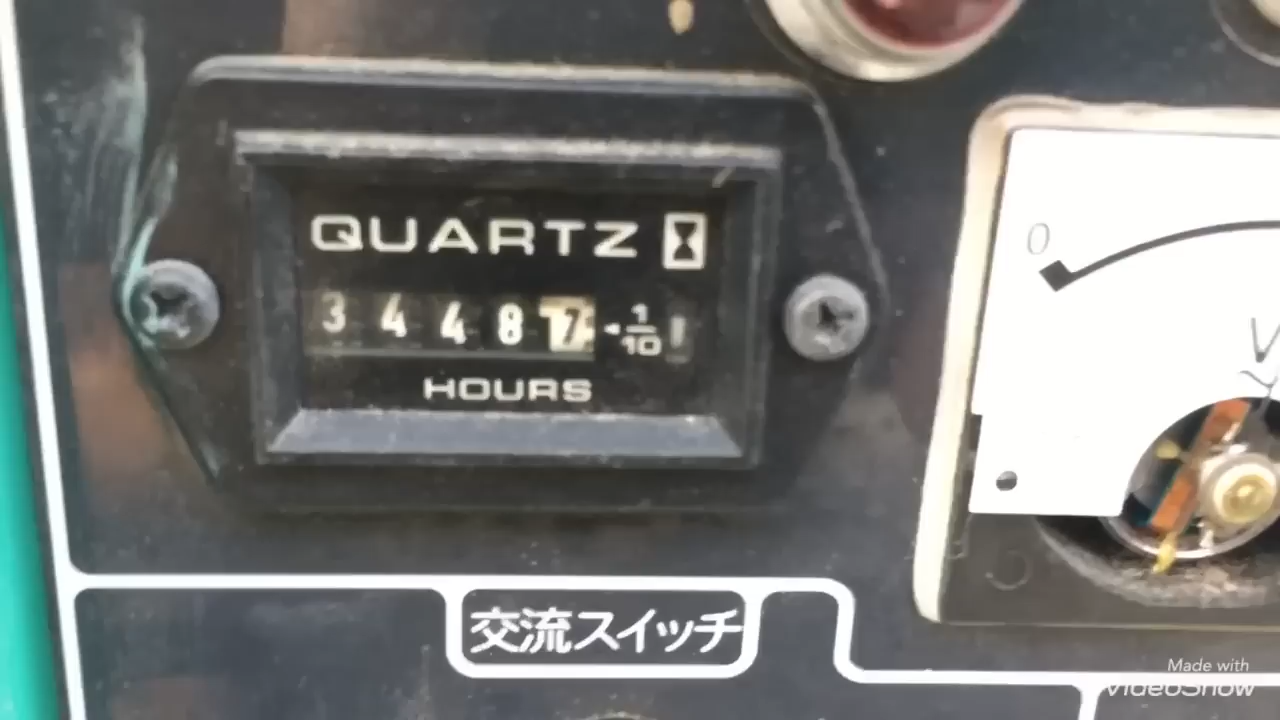 QUARTZ
3 4 4 8 7 1/10
HOURS
0
V
交流スイッチ
Made with
VideoShow